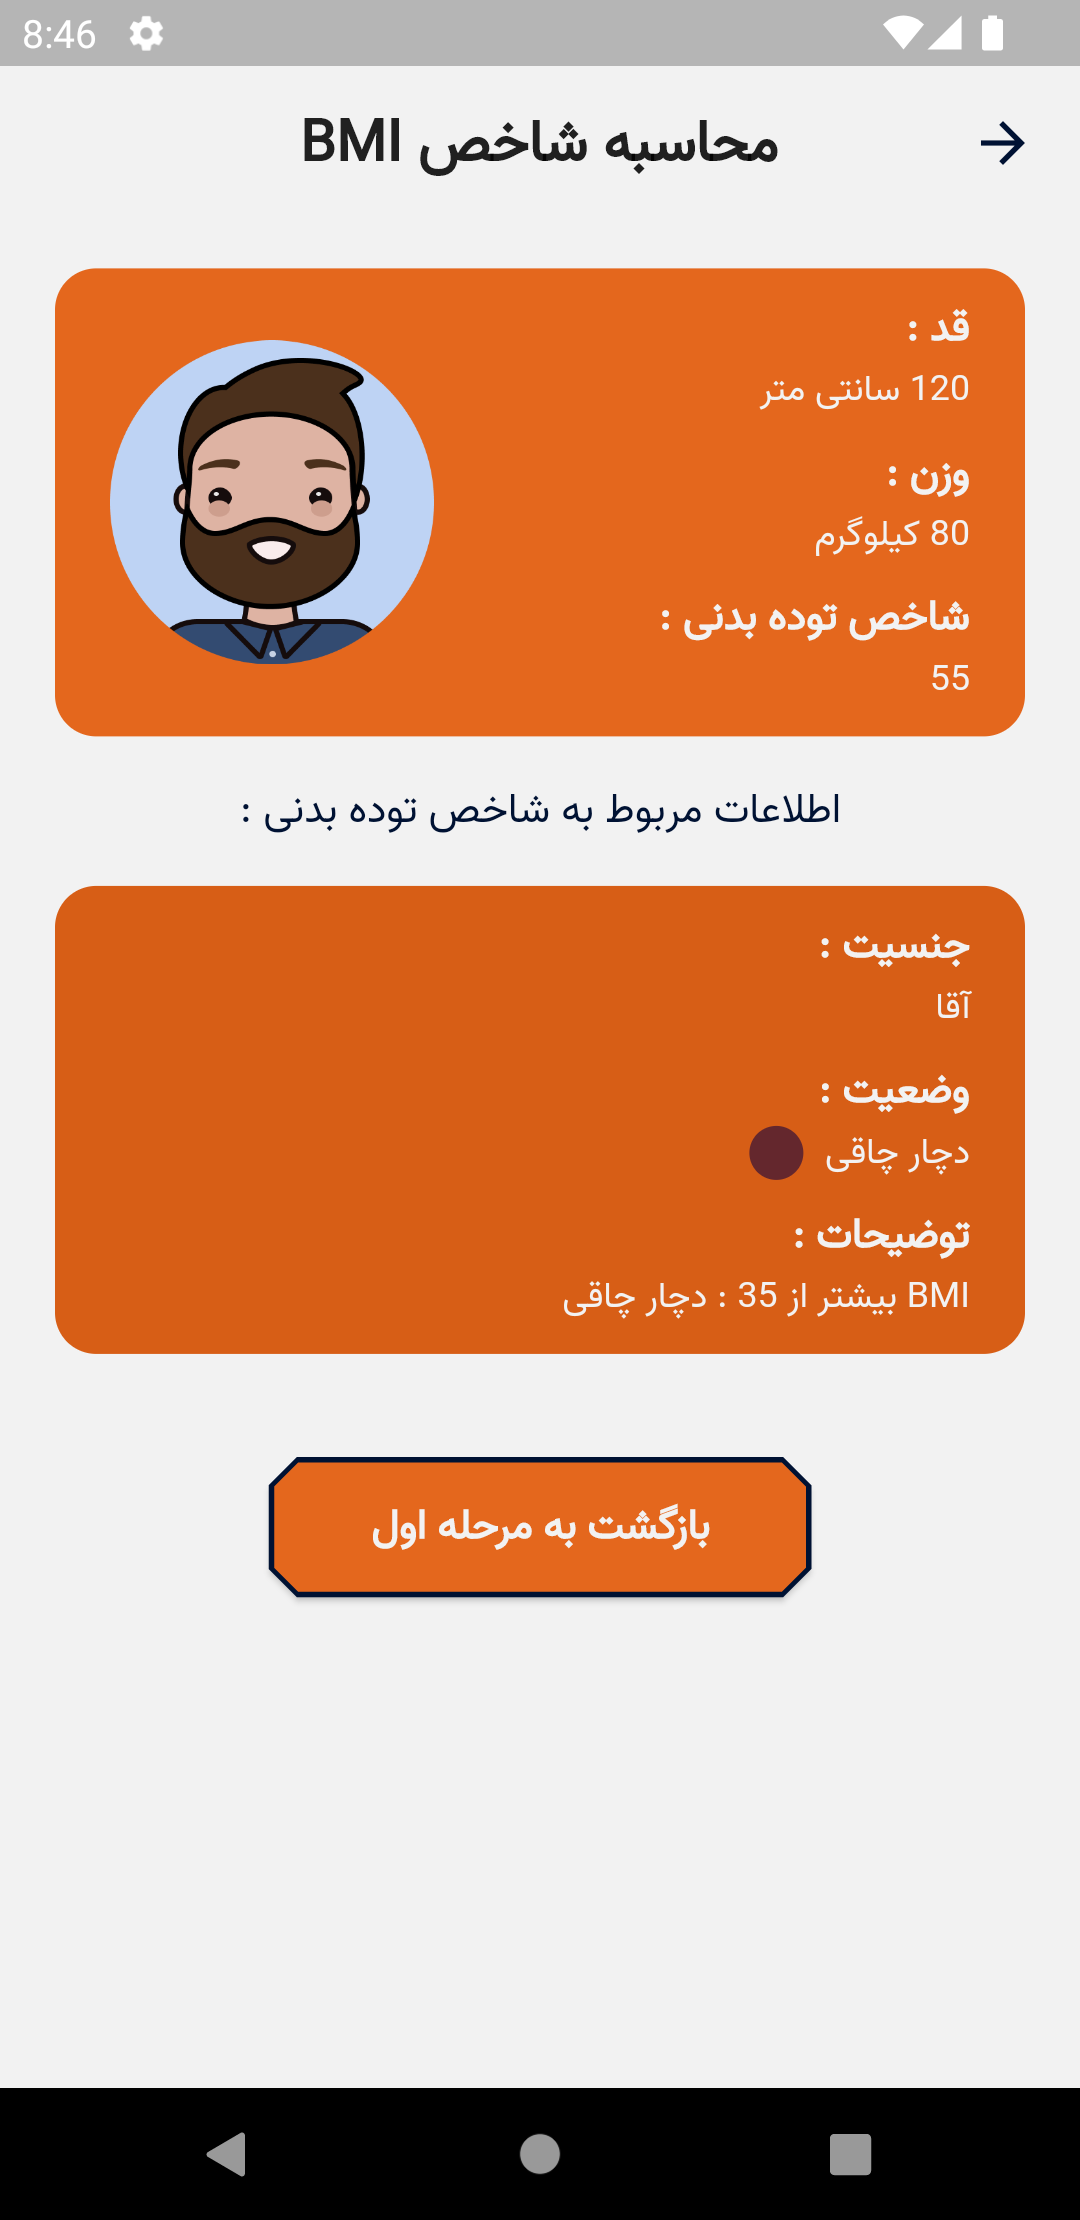 8:46
محاسبه شاخص BMI
قد :
120 سانتی متر
وزن :
80 کیلوگرم
شاخص توده بدنی :
55
اطلاعات مربوط به شاخص توده بدنی :
جنسیت :
آقا
وضعیت :
دچار چاقی
توضیحات :
BMI بیشتر از 35 : دچار چاقی
بازگشت به مرحله اول